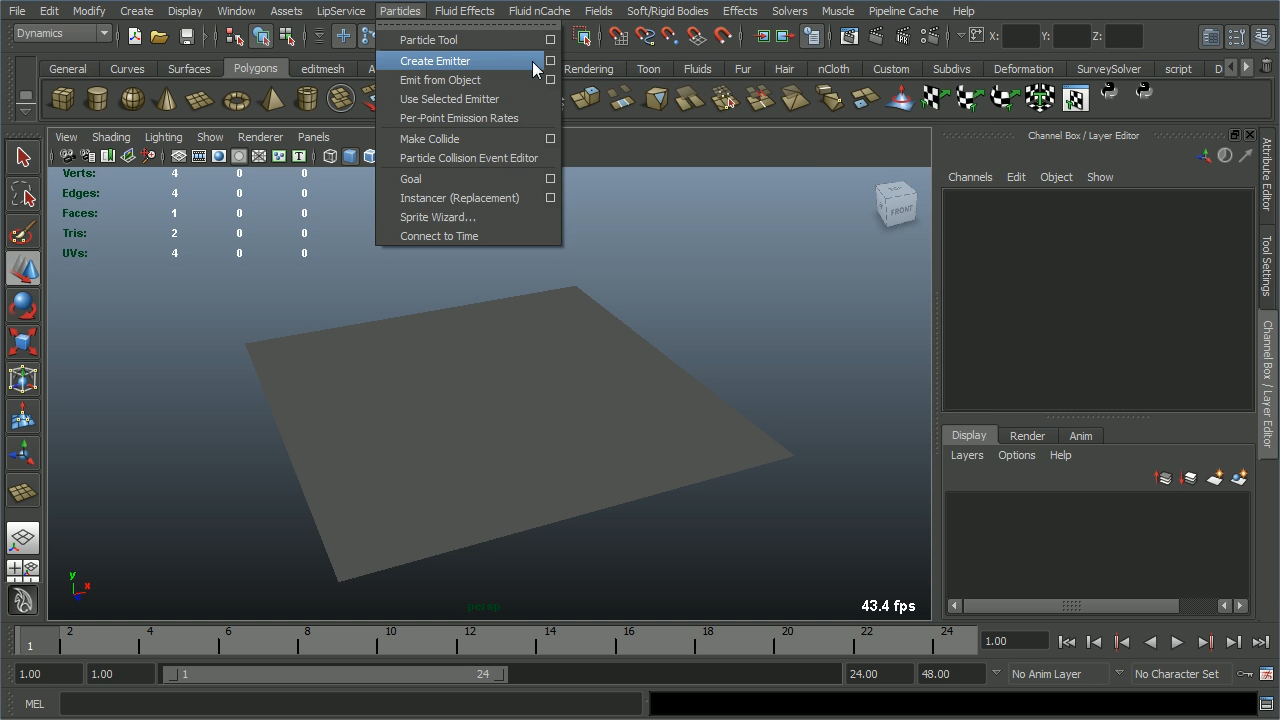 File Edit Modify Create Display Window Assets LipService Particles Fluid Effects Fluid nCache Fields Soft/Rigid Bodies Effects Solvers Muscle Pipeline Cache Help
Dynamics
X: Y: Z:
General Curves Surfaces Polygons editmesh A Rendering Toon Fluids Fur Hair nCloth Custom Subdivs Deformation SurveySolver script D
Particle Tool
Create Emitter
Emit from Object
Use Selected Emitter
Per-Point Emission Rates
Make Collide
Particle Collision Event Editor
Goal
Instancer (Replacement)
Sprite Wizard...
Connect to Time
View Shading Lighting Show Renderer Panels
Verts: 4 0 0
Edges: 4 0 0
Faces: 1 0 0
Tris: 2 0 0
UVs: 4 0 0
TOP
FRONT
y
x
persp
43.4 fps
Channel Box / Layer Editor
Channels Edit Object Show
Display Render Anim
Layers Options Help
Attribute Editor
Tool Settings
Channel Box / Layer Editor
1 2 4 6 8 10 12 14 16 18 20 22 24
1.00
1.00 1.00 1 24 24.00 48.00 No Anim Layer No Character Set
MEL